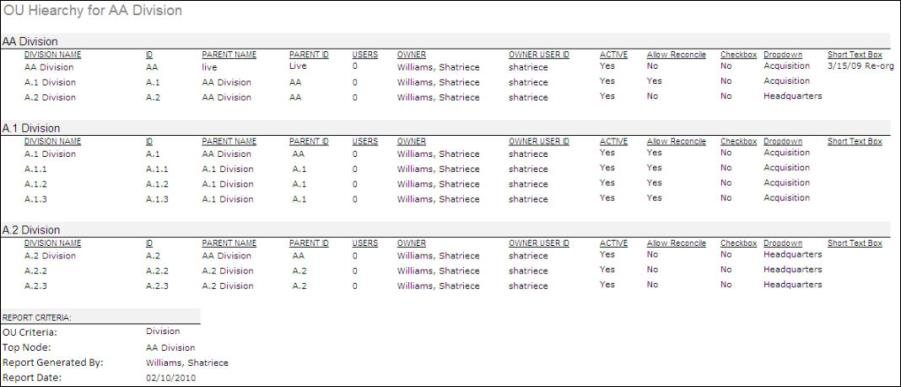 OU Hiearchy for AA Division
AA Division
DIVISION NAME ID PARENT NAME PARENT ID USERS OWNER OWNER USER ID ACTIVE Allow Reconcile Checkbox Dropdown Short Text Box
AA Division AA live Live 0 Williams, Shatriece shatriece Yes No No Acquisition 3/15/09 Re-org
A.1 Division A.1 AA Division AA 0 Williams, Shatriece shatriece Yes Yes No Acquisition
A.2 Division A.2 AA Division AA 0 Williams, Shatriece shatriece Yes No No Headquarters
A.1 Division
DIVISION NAME ID PARENT NAME PARENT ID USERS OWNER OWNER USER ID ACTIVE Allow Reconcile Checkbox Dropdown Short Text Box
A.1 Division A.1 AA Division AA 0 Williams, Shatriece shatriece Yes Yes No Acquisition
A.1.1 A.1.1 A.1 Division A.1 0 Williams, Shatriece shatriece Yes Yes No Acquisition
A.1.2 A.1.2 A.1 Division A.1 0 Williams, Shatriece shatriece Yes Yes No Acquisition
A.1.3 A.1.3 A.1 Division A.1 0 Williams, Shatriece shatriece Yes Yes No Acquisition
A.2 Division
DIVISION NAME ID PARENT NAME PARENT ID USERS OWNER OWNER USER ID ACTIVE Allow Reconcile Checkbox Dropdown Short Text Box
A.2 Division A.2 AA Division AA 0 Williams, Shatriece shatriece Yes No No Headquarters
A.2.2 A.2.2 A.2 Division A.2 0 Williams, Shatriece shatriece Yes No No Headquarters
A.2.3 A.2.3 A.2 Division A.2 0 Williams, Shatriece shatriece Yes No No Headquarters
REPORT CRITERIA:
OU Criteria: Division
Top Node: AA Division
Report Generated By: Williams, Shatriece
Report Date: 02/10/2010